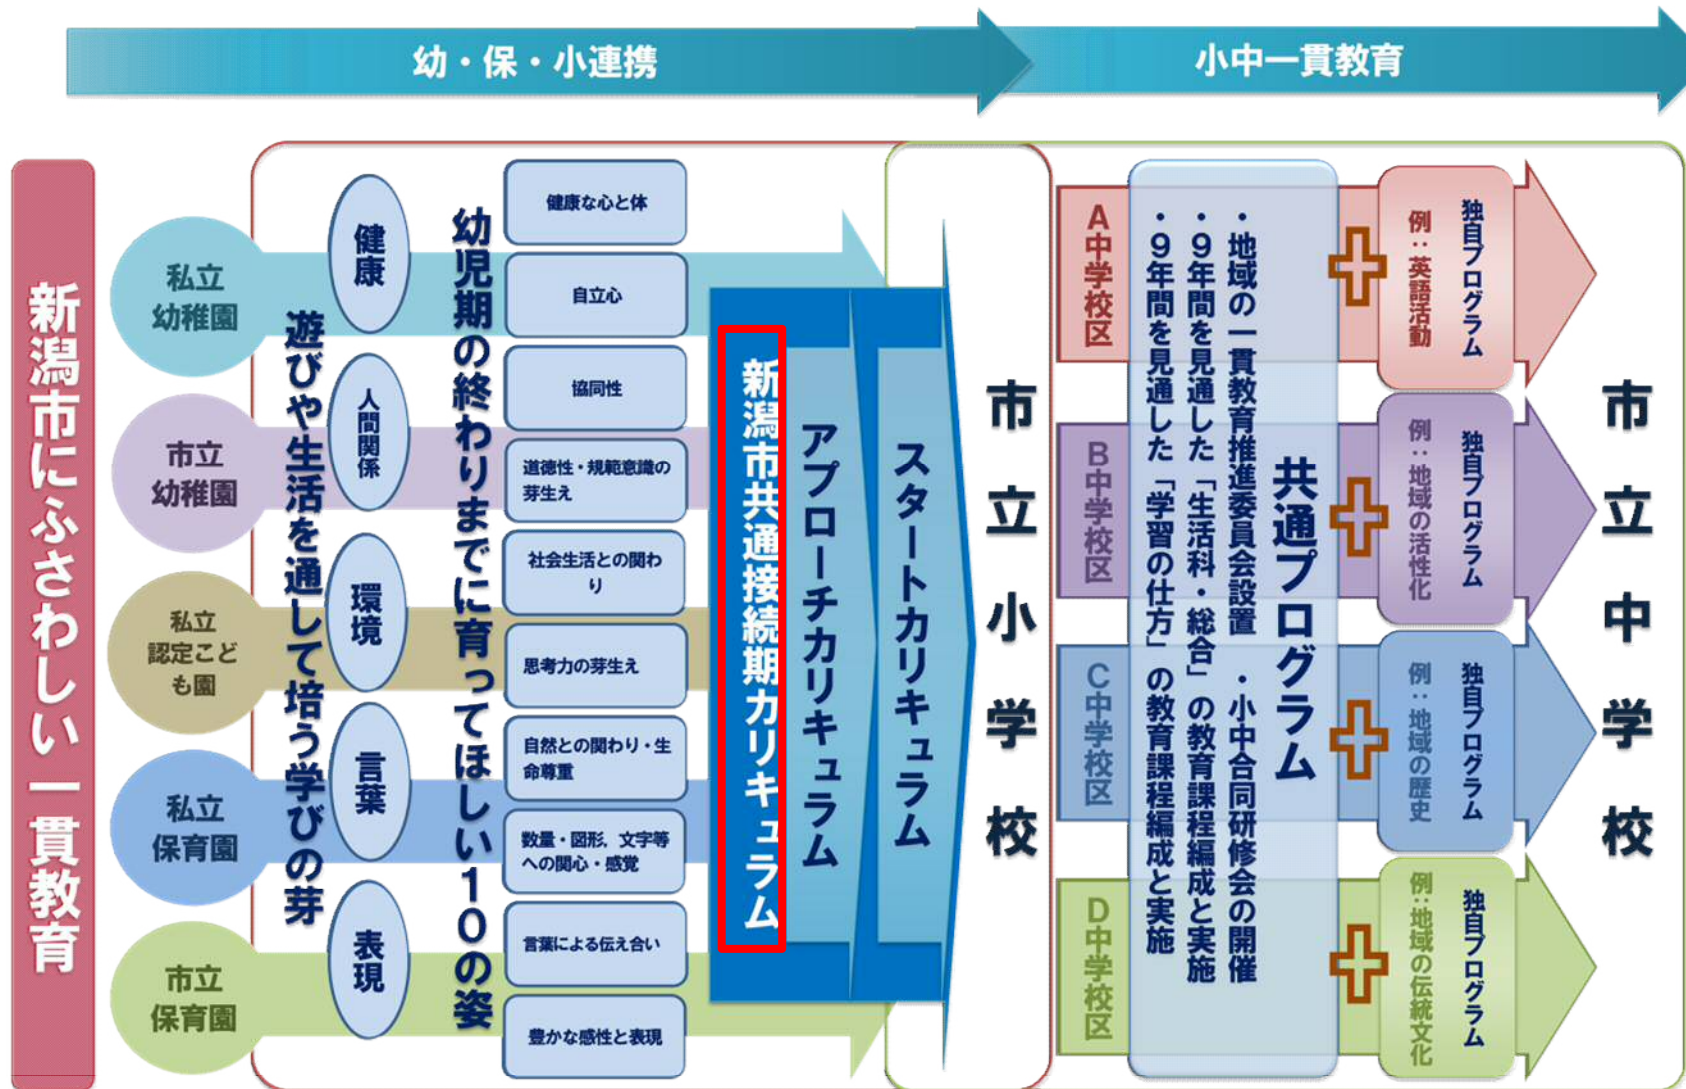 幼・保・小連携
小中一貫教育
新潟市にふさわしい一貫教育
私立
幼稚園
市立
幼稚園
私立
認定こど
も園
私立
保育園
市立
保育園
遊びや生活を通して培う学びの芽
健康
人間関係
環境
言葉
表現
幼児期の終わりまでに育ってほしい10の姿
健康な心と体
自立心
協同性
道徳性・規範意識の
芽生え
社会生活との関わ
り
思考力の芽生え
自然との関わり・生
命尊重
数量・図形、文字等
への関心・感覚
言葉による伝え合い
豊かな感性と表現
新潟市共通接続期カリキュラム
アプローチカリキュラム
スタートカリキュラム
市立小学校
A中学校区
B中学校区
C中学校区
D中学校区
共通プログラム
・地域の一貫教育推進委員会設置 ・小中合同研修会の開催
・9年間を見通した「生活科・総合」の教育課程編成と実施
・9年間を見通した「学習の仕方」の教育課程編成と実施
独自プログラム
例：英語活動
独自プログラム
例：地域の活性化
独自プログラム
例：地域の歴史
独自プログラム
例：地域の伝統文化
市立中学校